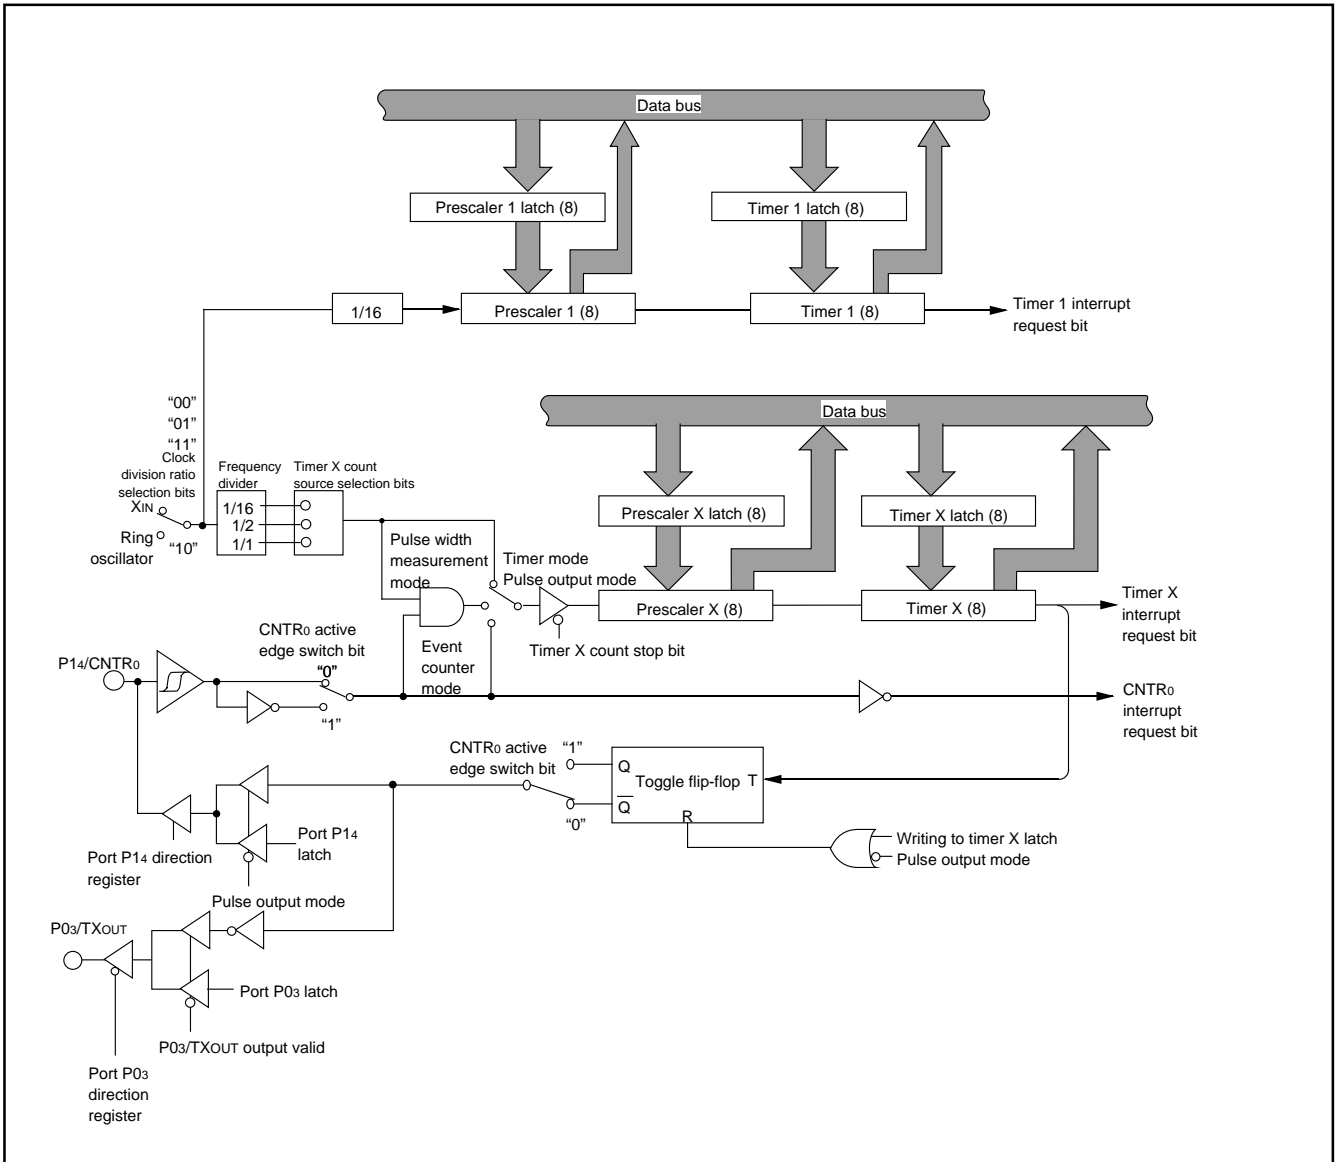 Data bus
Prescaler 1 latch (8)
Timer 1 latch (8)
1/16
Prescaler 1 (8)
Timer 1 (8)
Timer 1 interrupt
request bit
“00”
“01”
“11”
Clock
division ratio
selection bits
XIN
Ring
oscillator
“10”
Frequency
divider
1/16
1/2
1/1
Timer X count
source selection bits
Data bus
Prescaler X latch (8)
Timer X latch (8)
Pulse width
measurement
mode
Timer mode
Pulse output mode
Prescaler X (8)
Timer X (8)
Timer X
interrupt
request bit
Timer X count stop bit
Event
counter
mode
P14/CNTR0
CNTR0 active
edge switch bit
“0”
“1”
CNTR0
interrupt
request bit
CNTR0 active
edge switch bit
“1”
“0”
Q
Toggle flip-flop
T
Q
R
Writing to timer X latch
Pulse output mode
Port P14
latch
Port P14 direction
register
Pulse output mode
P03/TXOUT
Port P03 latch
P03/TXOUT output valid
Port P03
direction
register